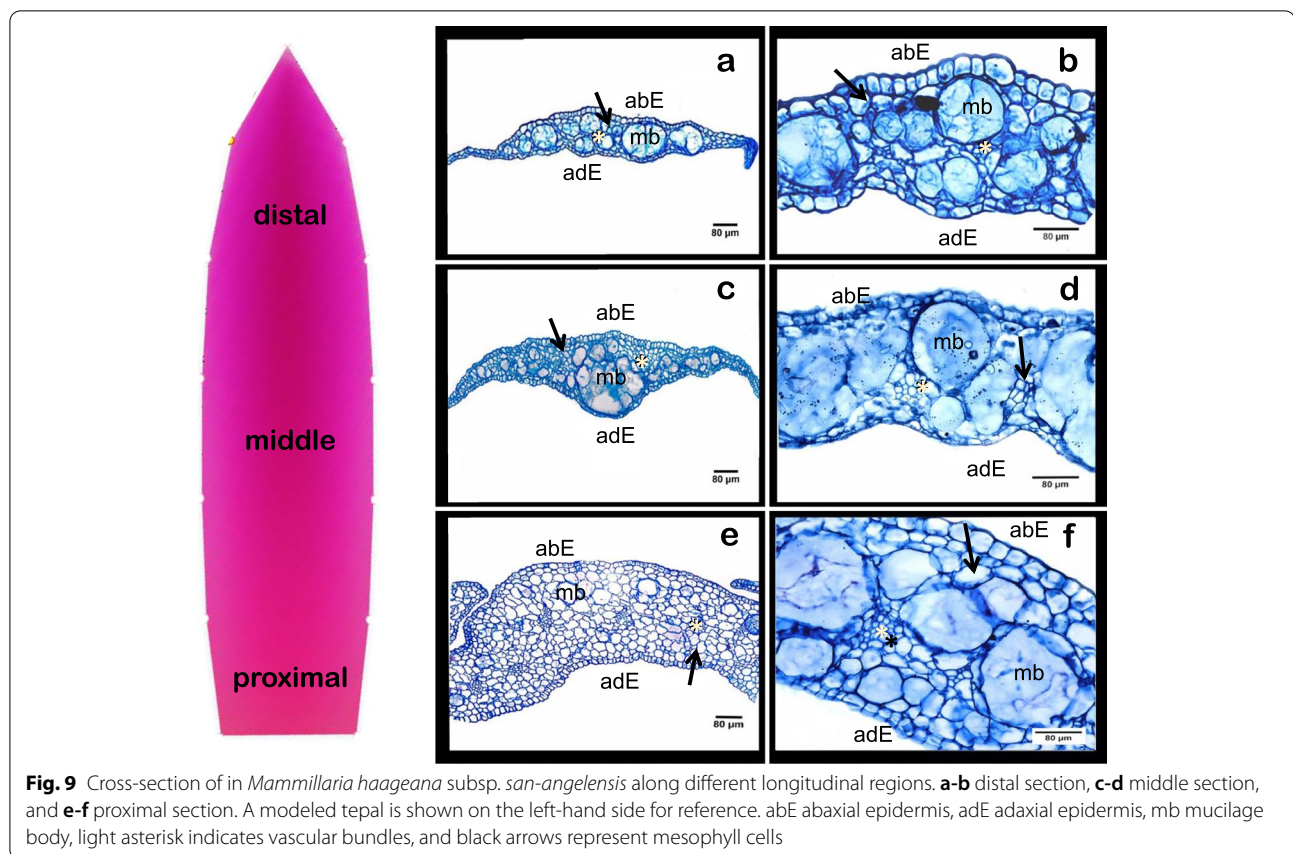 distal
middle
proximal
a
abE
mb
*
adE
80 µm
b
abE
mb
*
adE
80 µm
c
abE
*
mb
adE
80 µm
d
abE
mb
*
adE
80 µm
e
abE
mb
*
adE
80 µm
f
abE
*
*
mb
adE
80 µm
Fig. 9 Cross-section of in Mammillaria haageana subsp. san-angelensis along different longitudinal regions. a-b distal section, c-d middle section,
and e-f proximal section. A modeled tepal is shown on the left-hand side for reference. abE abaxial epidermis, adE adaxial epidermis, mb mucilage
body, light asterisk indicates vascular bundles, and black arrows represent mesophyll cells